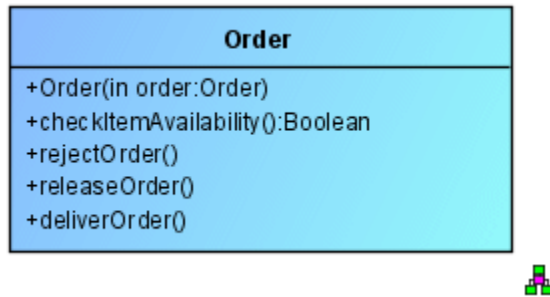 Order
+Order(in order:Order)
+checkItemAvailability():Boolean
+rejectOrder()
+releaseOrder()
+deliverOrder()